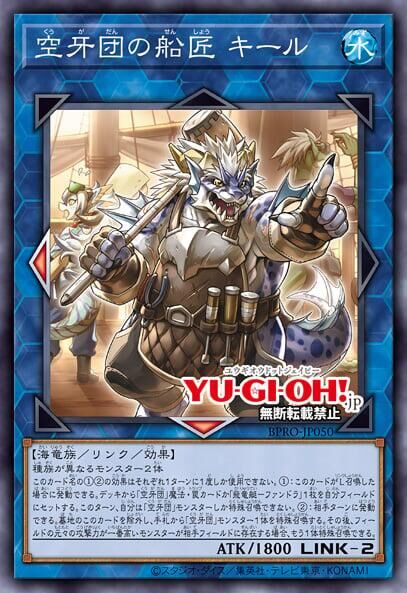 空牙団の船匠 キール
水
ユウギオウドットジェイピー
YU-GI-OH!.jp
無断転載禁止
BPRO-JP050
【海竜族/リンク/効果】
種族が異なるモンスター2体
このカード名の①②の効果はそれぞれ1ターンに1度しか使用できない。①:このカードがL召喚した
場合に発動できる。デッキから「空牙団」魔法・罠カードか「飛竜艇-ファンドラ」1枚を自分フィールド
にセットする。このターン、自分は「空牙団」モンスターしか特殊召喚できない。②:相手ターンに発動で
きる。墓地のこのカードを除外し、手札から「空牙団」モンスター1体を特殊召喚する。その後、フィー
ルドの元々の攻撃力が一番高いモンスターが相手フィールドに存在する場合、もう1体特殊召喚できる。
ATK/1800 LINK-2
©スタジオ・ダイス/集英社・テレビ東京・KONAMI